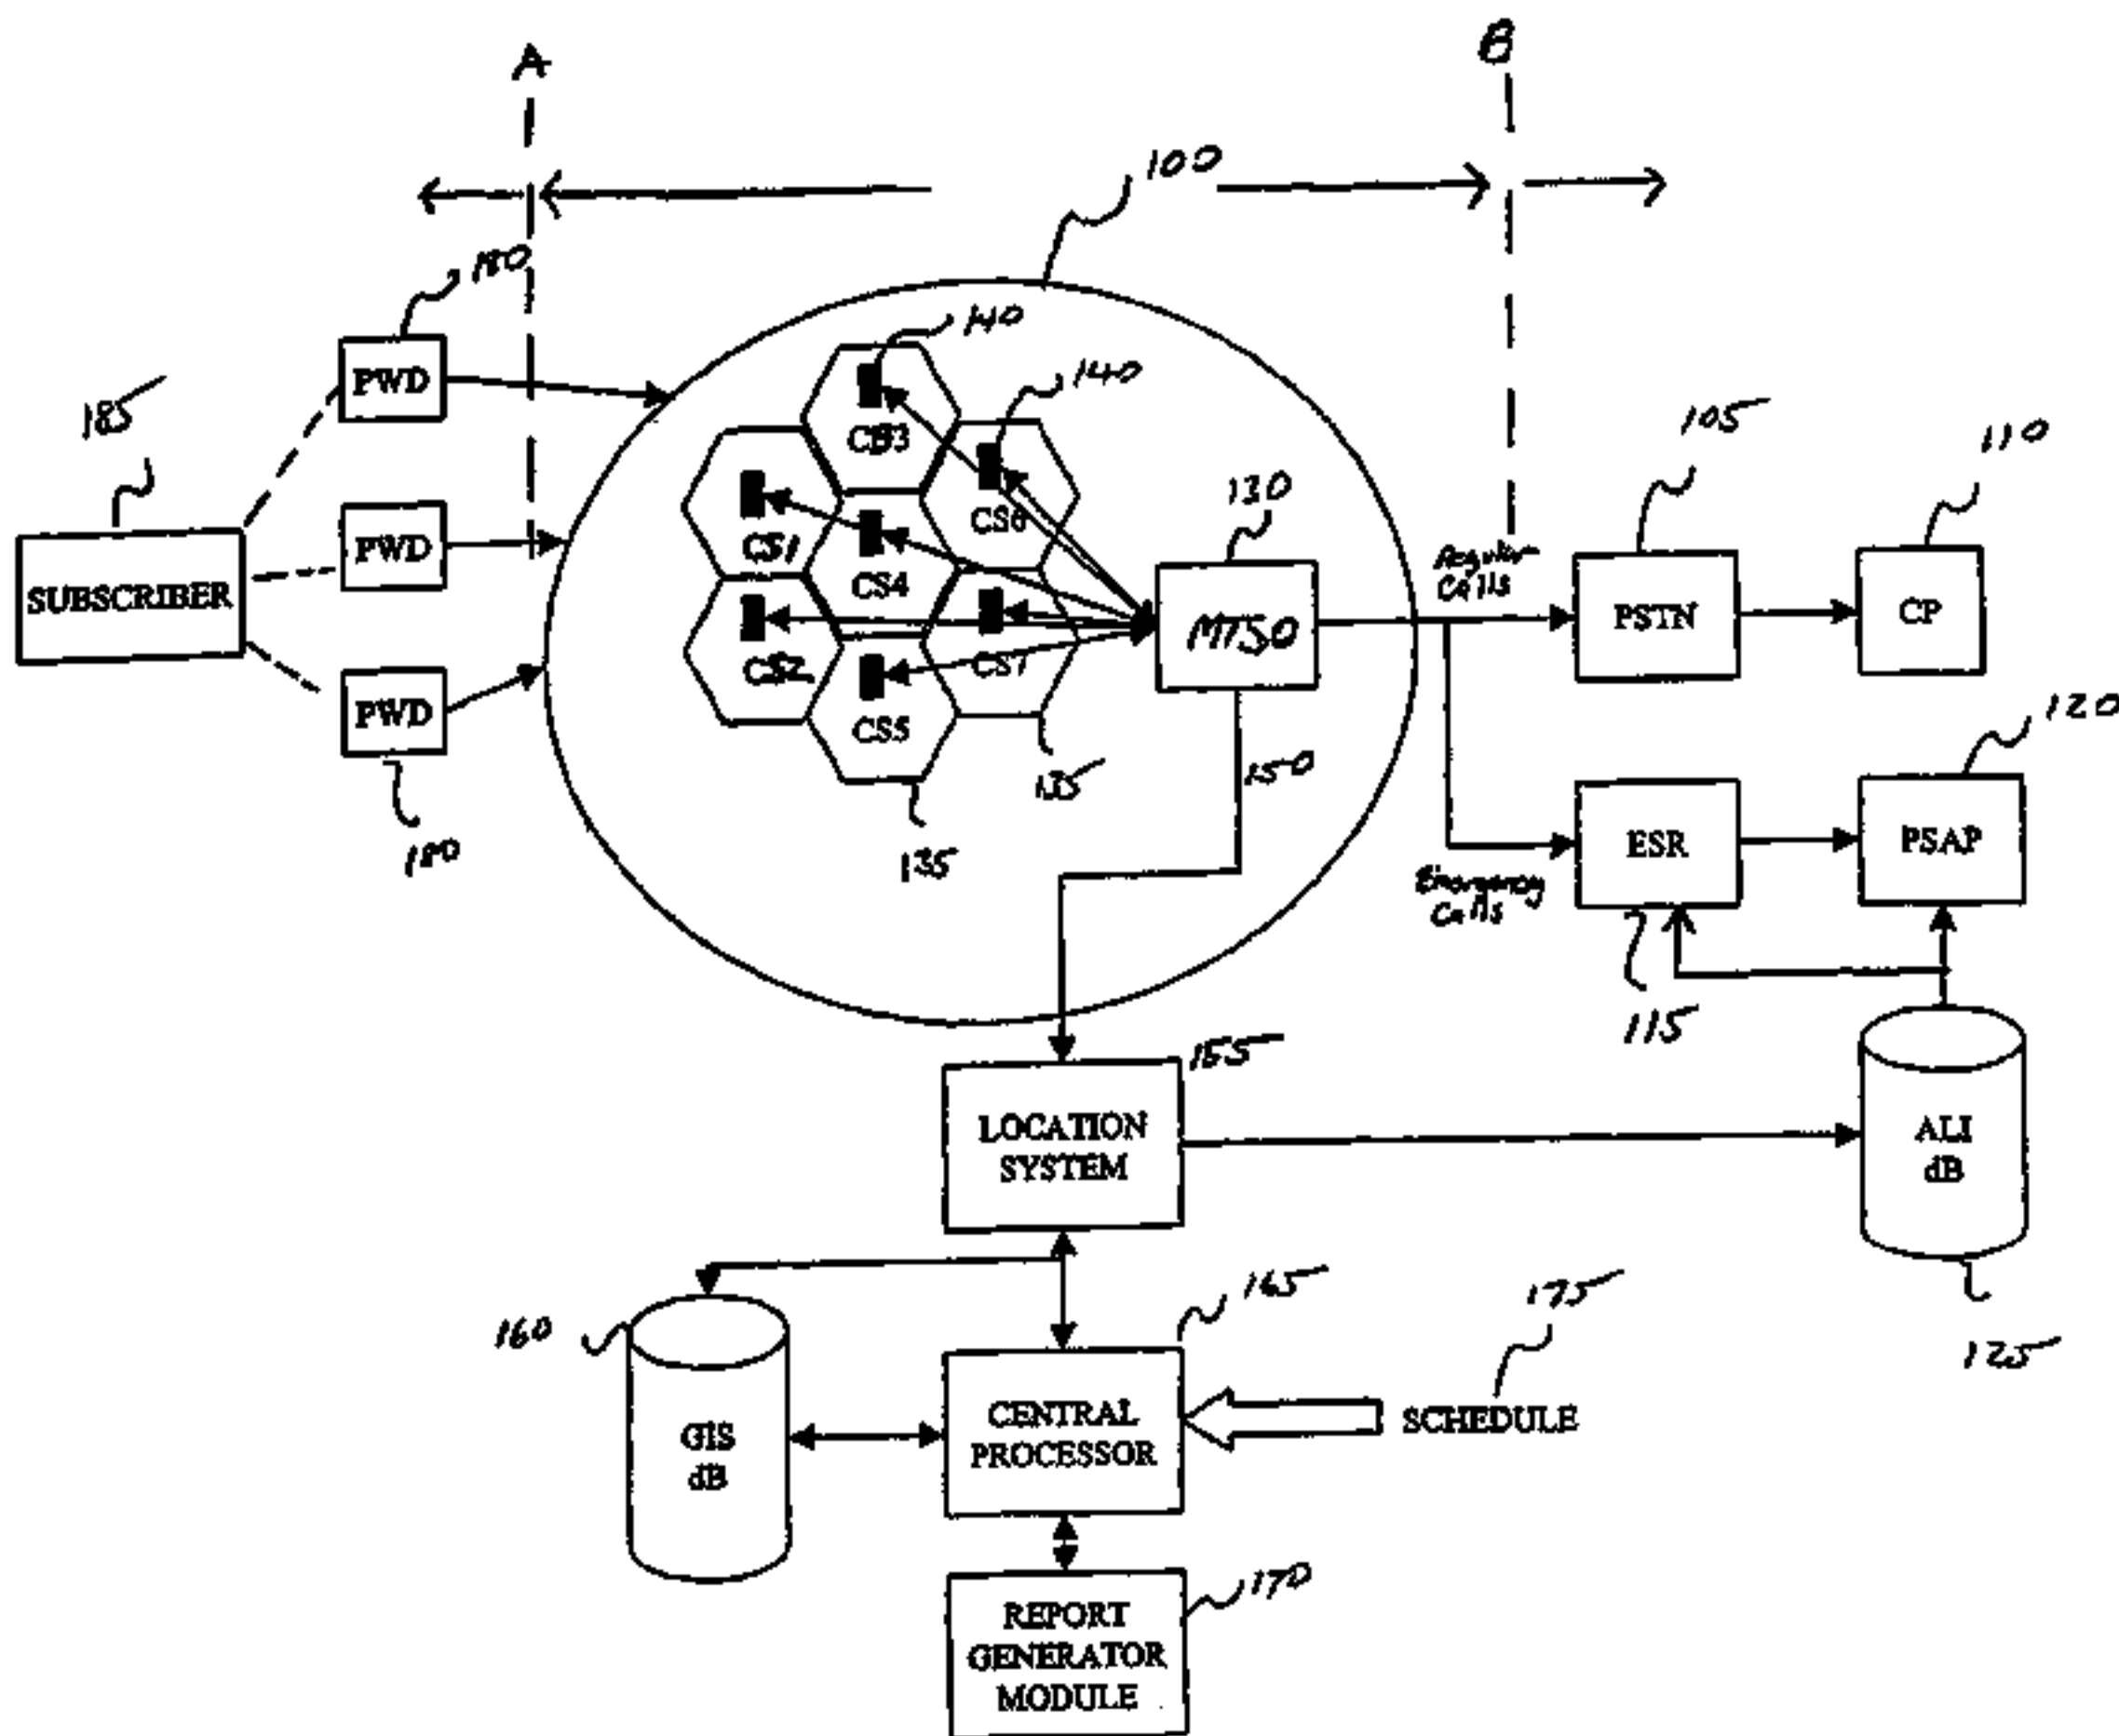 A
B
100
180
140
140
185
PWD
CS3
105
110
CS6
130
CS1
Regular
Calls
PWD
SUBSCRIBER
CS4
MTSO
PSTN
CP
CS2
CS7
PWD
CS5
120
150
135
135
180
ESR
PSAP
Emergency
Calls
115
155
LOCATION
SYSTEM
ALI
dB
165
175
160
125
CENTRAL
PROCESSOR
SCHEDULE
GIS
dB
170
REPORT
GENERATOR
MODULE